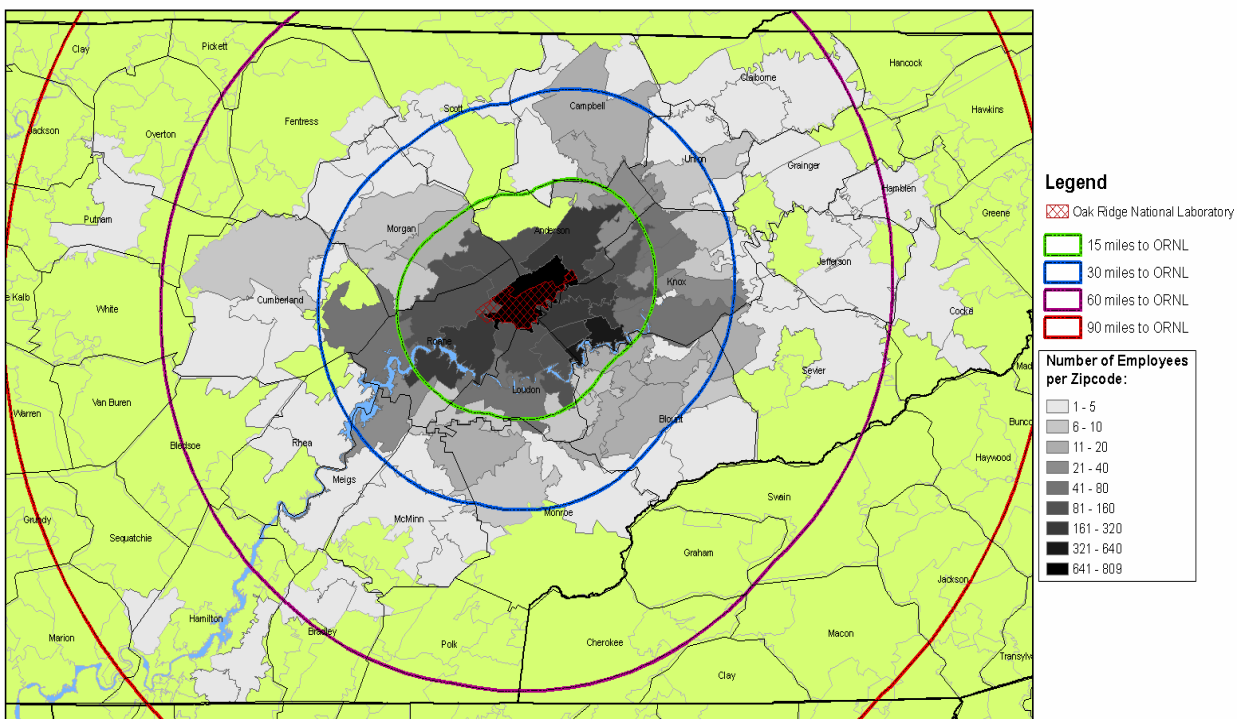 Clay
Pickett
Hancock
Claiborne
Scott
Campbell
Hawkins
Jackson
Overton
Fentress
Union
Grainger
Hamblen
Putnam
Morgan
Anderson
Greene
Jefferson
Knox
Cumberland
White
Cocke
Roane
Sevier
Loudon
Van Buren
Warren
Blount
Bledsoe
Rhea
Haywood
Meigs
Swain
McMinn
Monroe
Grundy
Sequatchie
Graham
Jackson
Hamilton
Bradley
Marion
Polk
Cherokee
Macon
Clay
Legend
Oak Ridge National Laboratory
15 miles to ORNL
30 miles to ORNL
60 miles to ORNL
90 miles to ORNL
Number of Employees
per Zipcode:
1 - 5
6 - 10
11 - 20
21 - 40
41 - 80
81 - 160
161 - 320
321 - 640
641 - 809